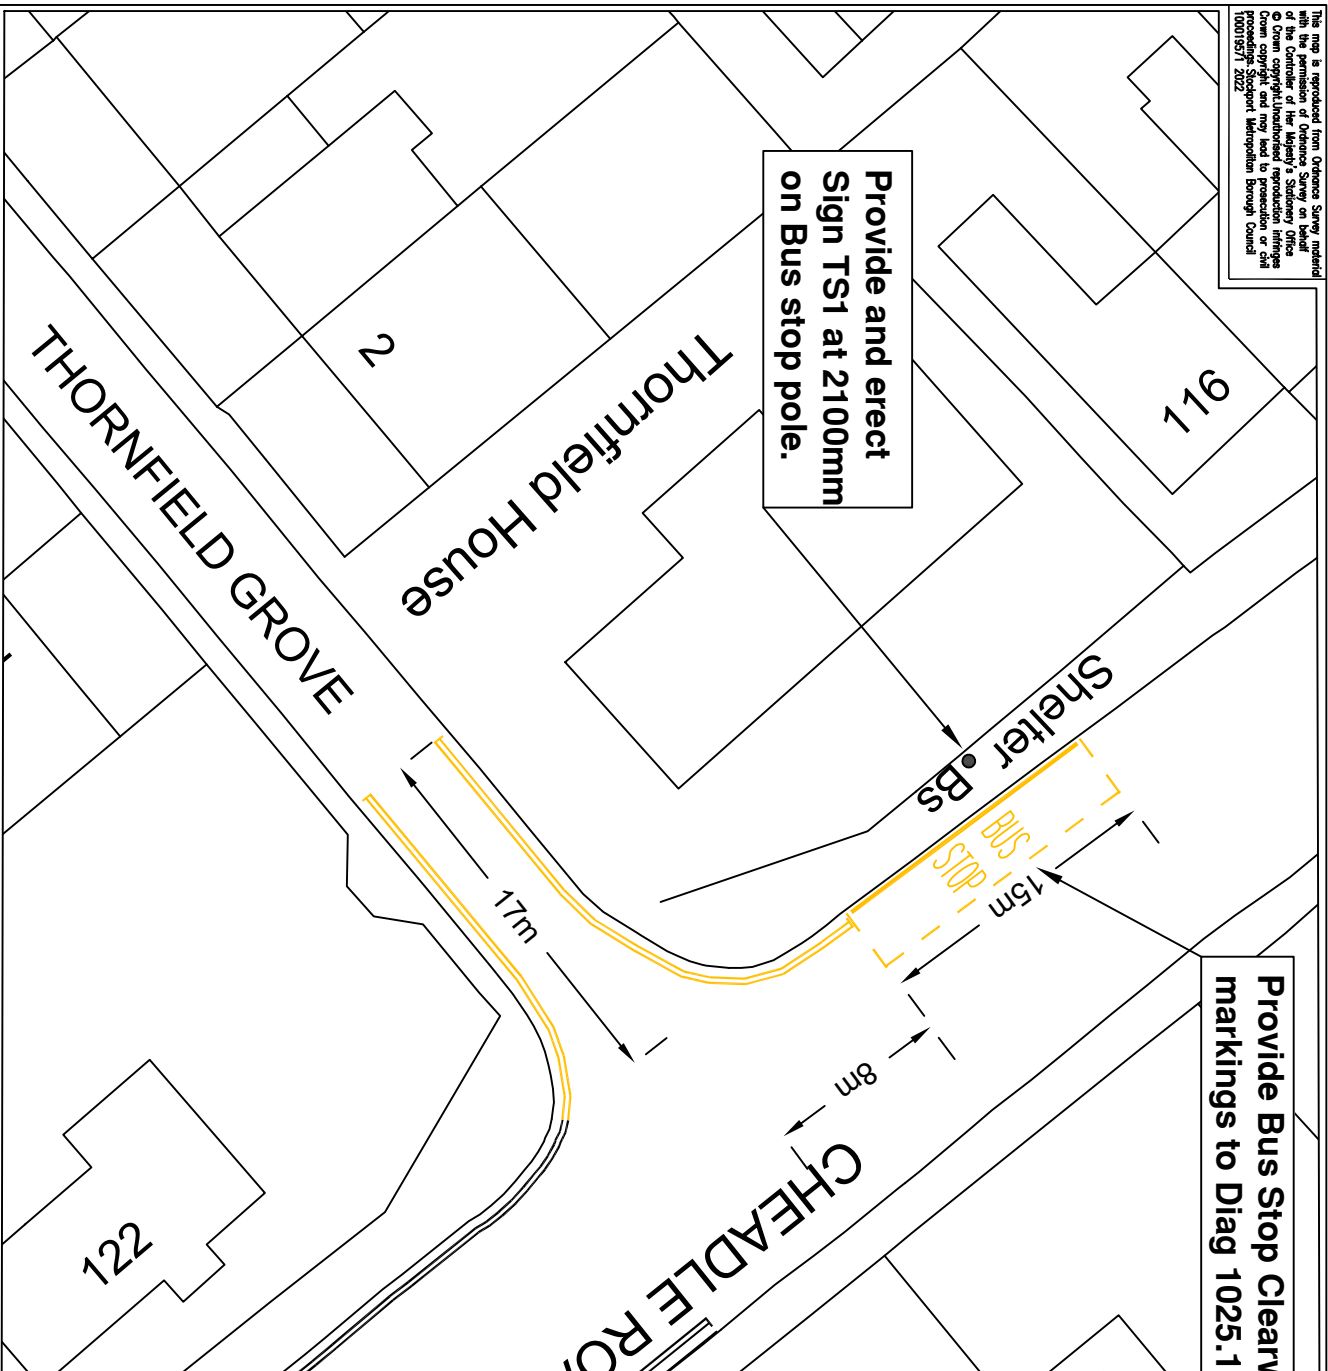 This map is reproduced from Ordnance Survey material
with the permission of Ordnance Survey on behalf
of the Controller of Her Majesty's Stationery Office
© Crown copyright.Unauthorised reproduction infringes
Crown copyright and may lead to prosecution or civil
proceedings. Stockport Metropolitan Borough Council
100019571 2022
116
Provide and erect
Sign TS1 at 2100mm
on Bus stop pole.
2
Thornfield House
THORNFIELD GROVE
Shelter
Bs
BUS
STOP
15m
17m
8m
Provide Bus Stop Clearw
markings to Diag 1025.1
CHEADLE ROA
122